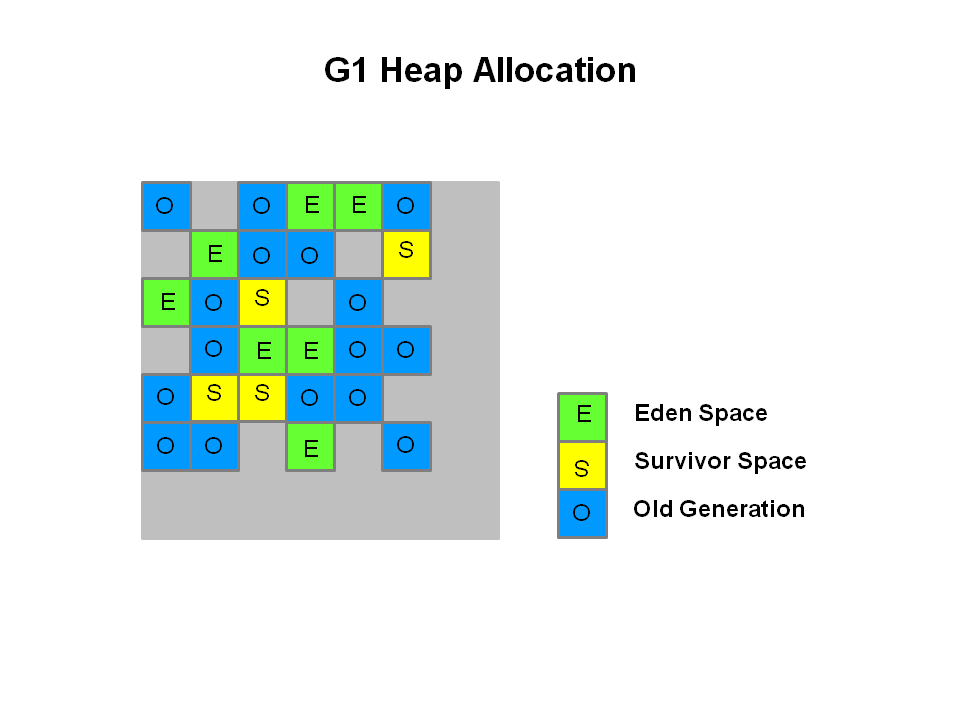 G1 Heap Allocation
O O E E O
E O O S
E O S O
O E E O O
O S S O O
O O E O
E Eden Space
S Survivor Space
O Old Generation